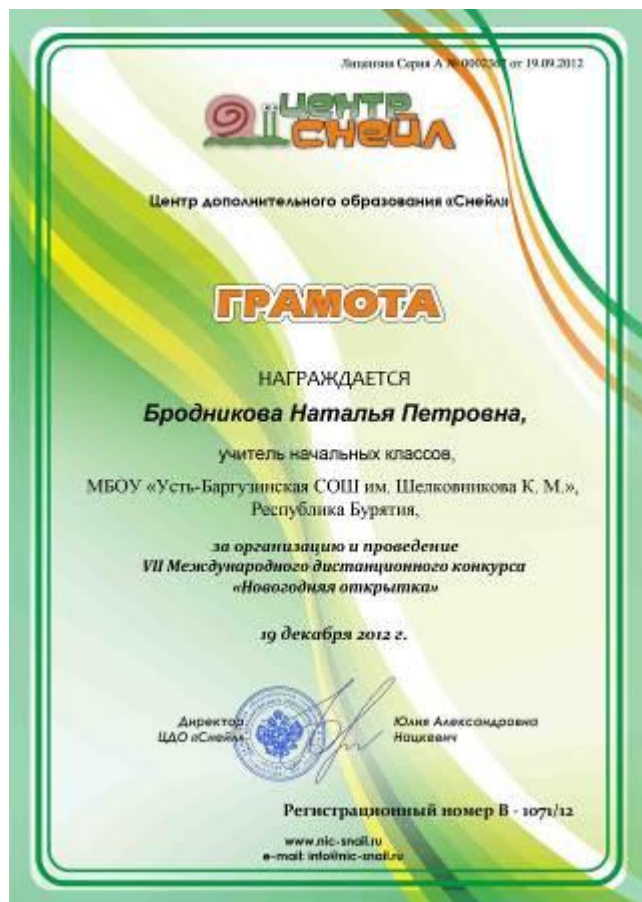 Лицензия Серия А № 0002567 от 19.09.2012
ЦЕНТР
СНЕЙЛ
Центр дополнительного образования «Снейл»
ГРАМОТА
НАГРАЖДАЕТСЯ
Бродникова Наталья Петровна,
учитель начальных классов,
МБОУ «Усть-Баргузинская СОШ им. Шелковникова К. М.»,
Республика Бурятия,
за организацию и проведение
VII Международного дистанционного конкурса
«Новогодняя открытка»
19 декабря 2012 г.
Директор
ЦДО «Снейл»
Юлия Александровна
Нацкевич
Регистрационный номер В - 1071/12
www.nic-snail.ru
e-mail: info@nic-snail.ru